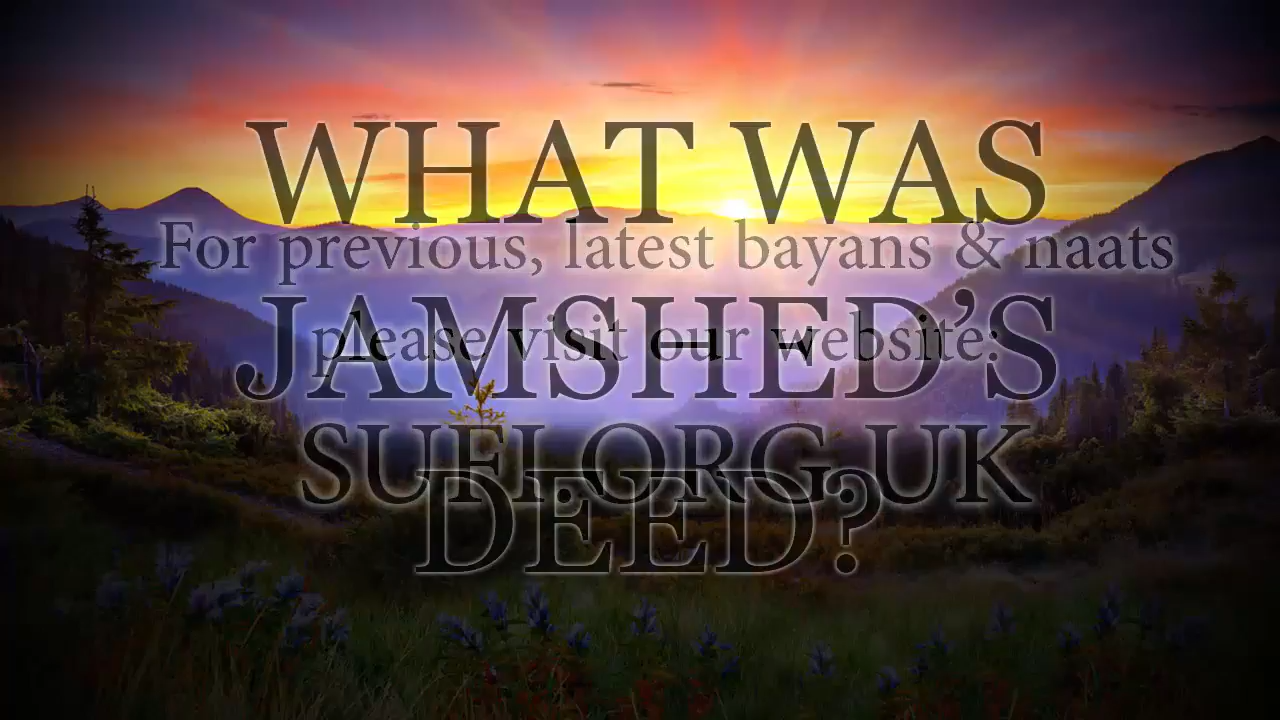 WHAT WAS
For previous, latest bayans & naats
JAMSHED'S
please visit our website:
SUFI.ORG.UK
DEED?